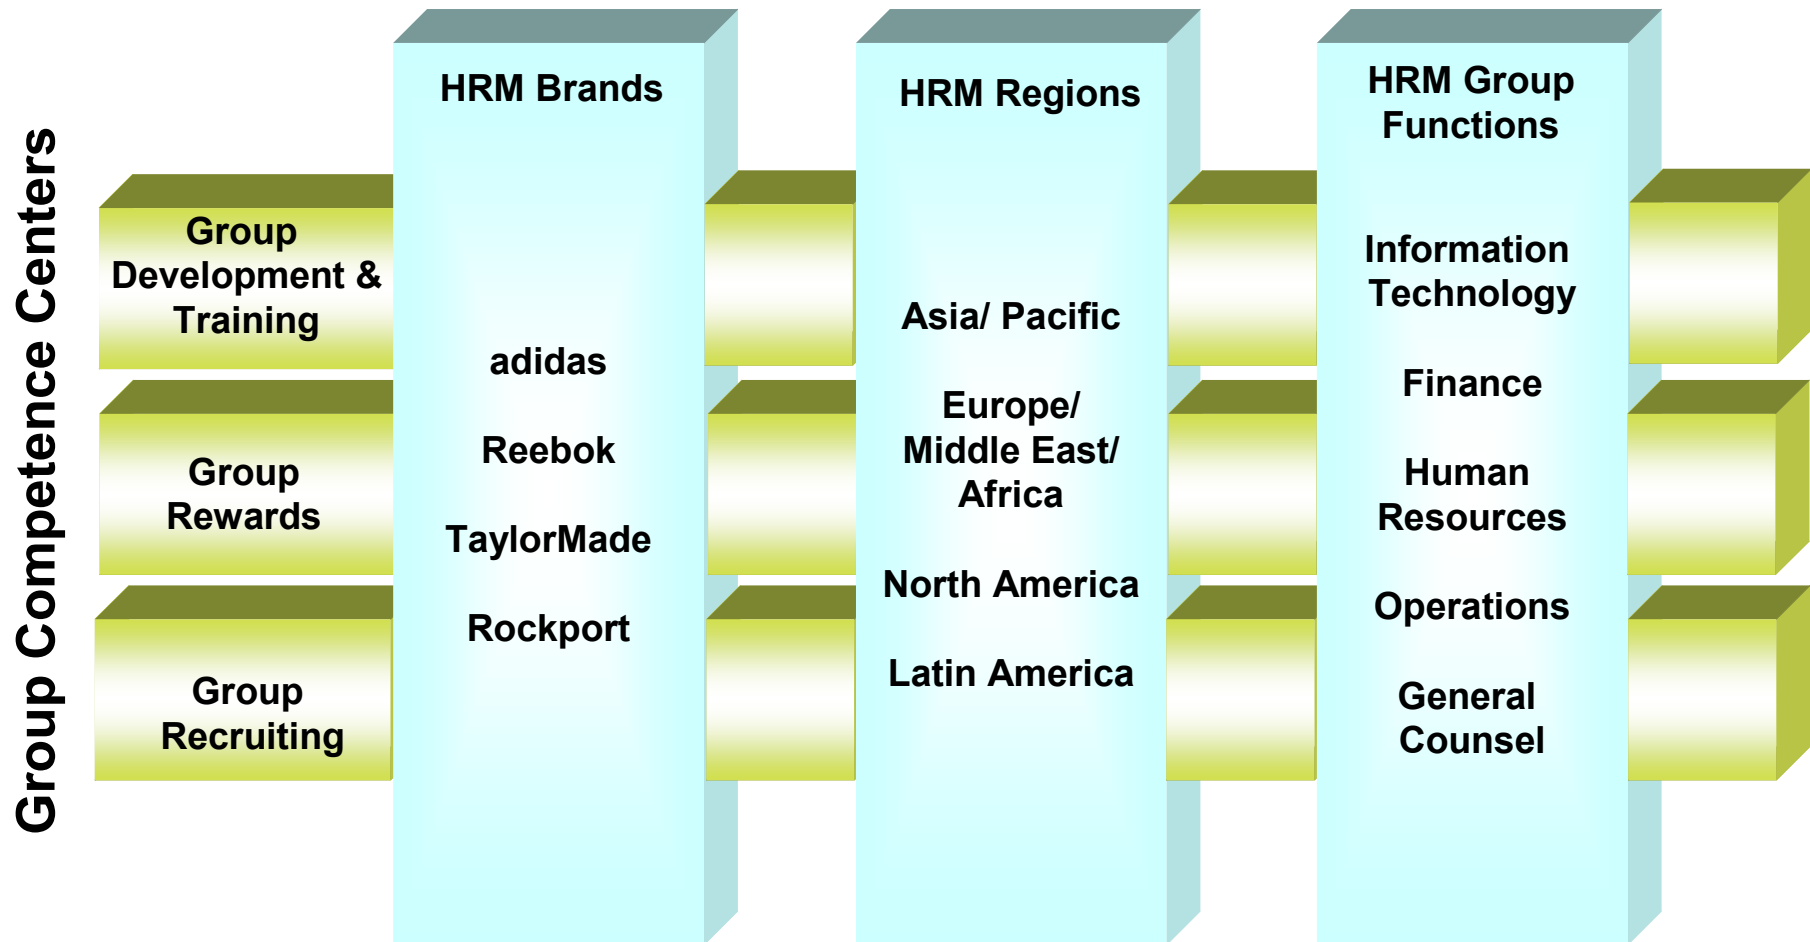 Group Competence Centers
Group
Development &
Training
Group
Rewards
Group
Recruiting
HRM Brands
adidas
Reebok
TaylorMade
Rockport
HRM Regions
Asia/ Pacific
Europe/
Middle East/
Africa
North America
Latin America
HRM Group
Functions
Information
Technology
Finance
Human
Resources
Operations
General
Counsel